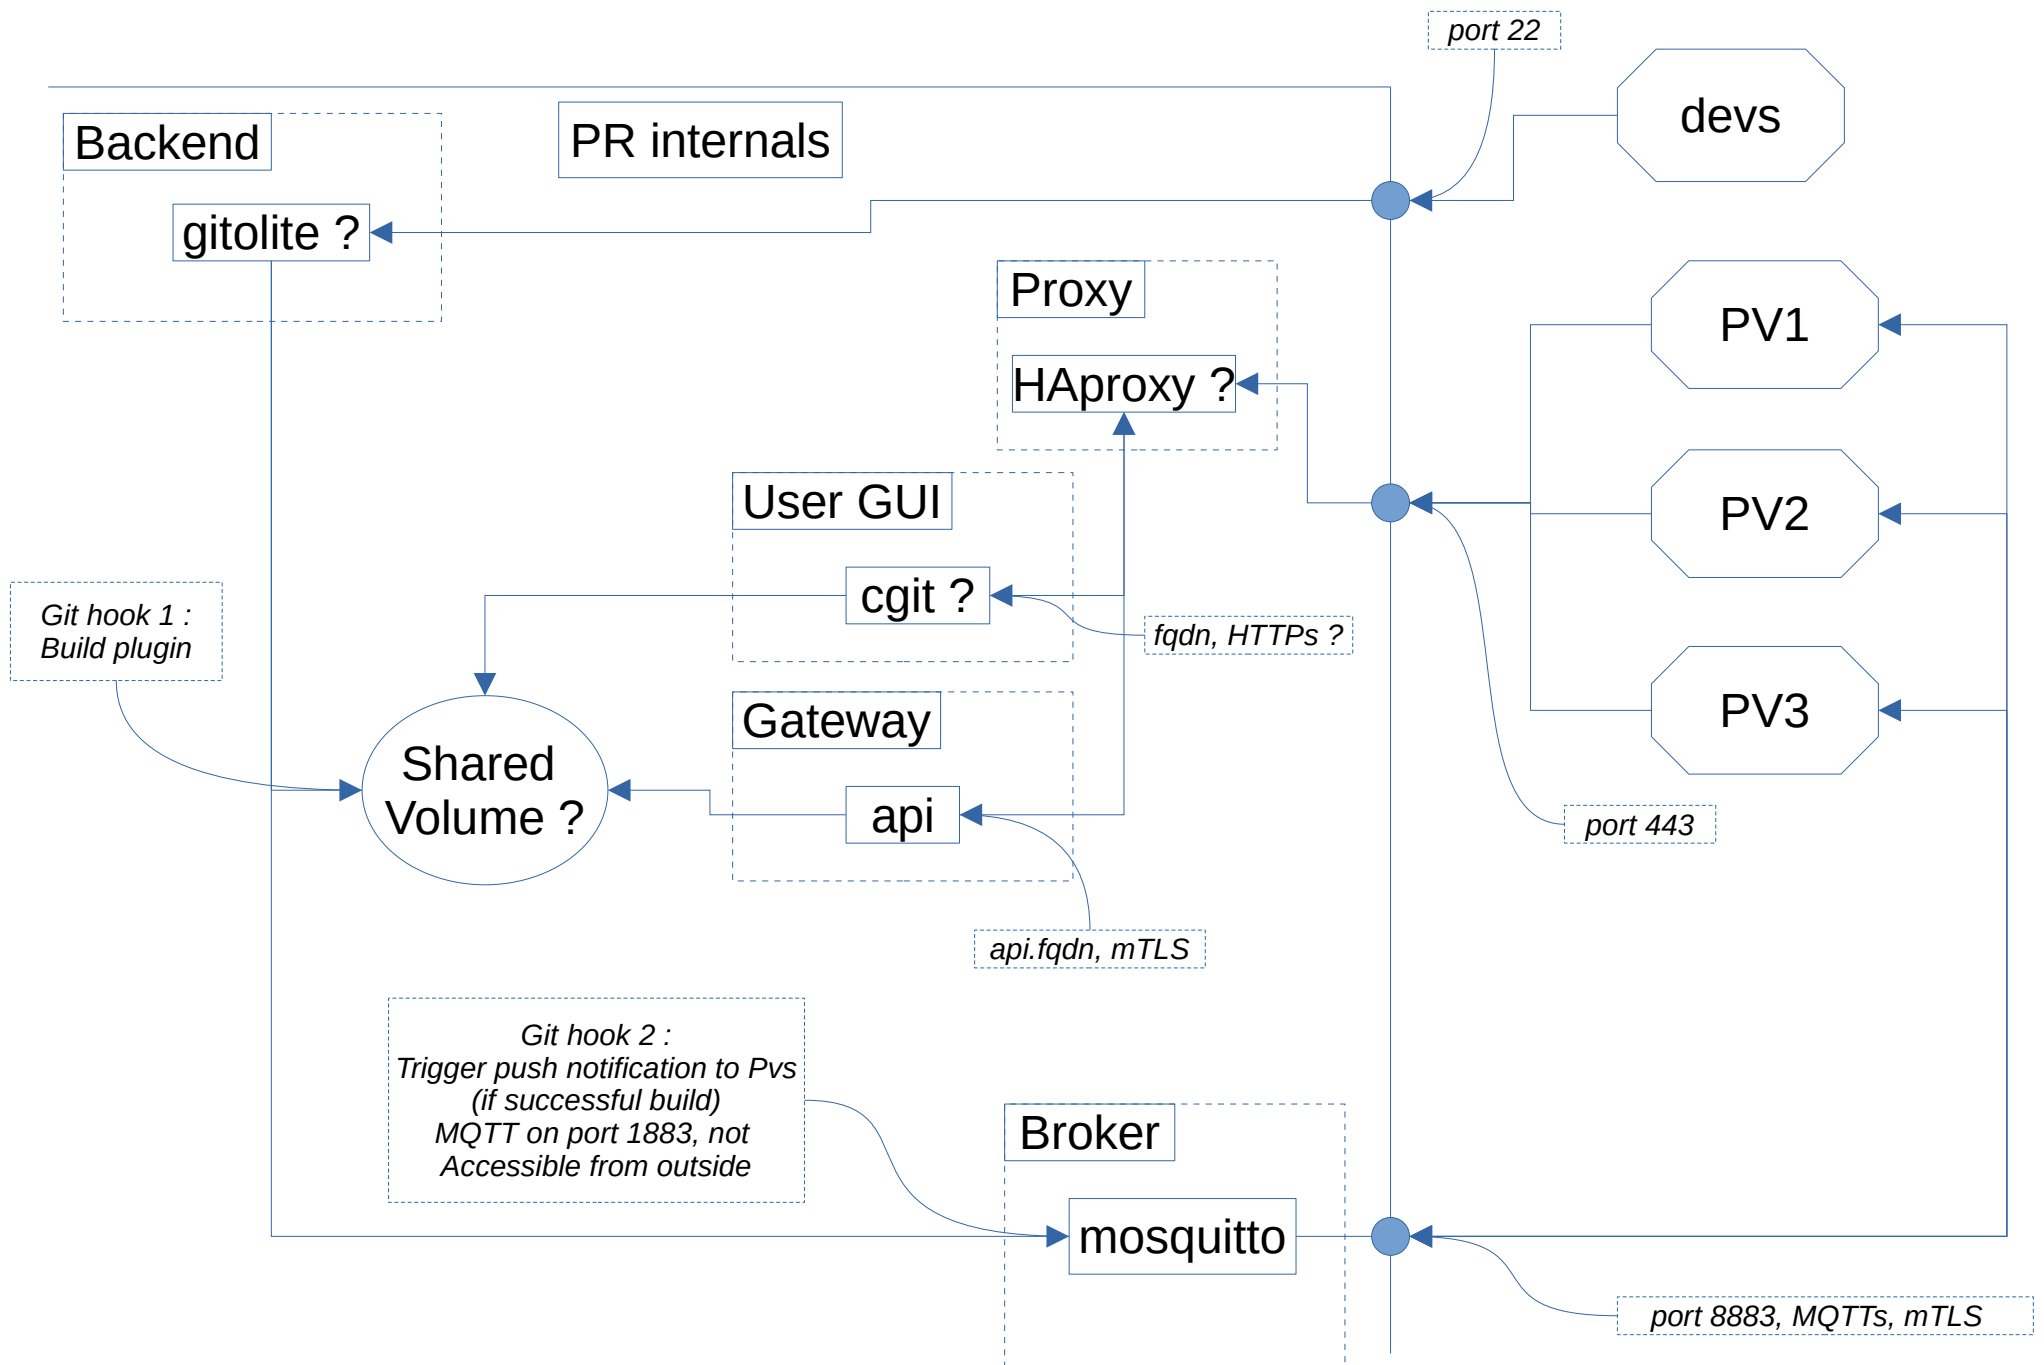 port 22
devs
Backend
PR internals
gitolite ?
Proxy
PV1
HAproxy ?
User GUI
PV2
cgit ?
Git hook 1 :
Build plugin
fqdn, HTTPs ?
Gateway
PV3
Shared
Volume ?
api
port 443
api.fqdn, mTLS
Git hook 2 :
Trigger push notification to Pvs
(if successful build)
MQTT on port 1883, not
Accessible from outside
Broker
mosquitto
port 8883, MQTTs, mTLS